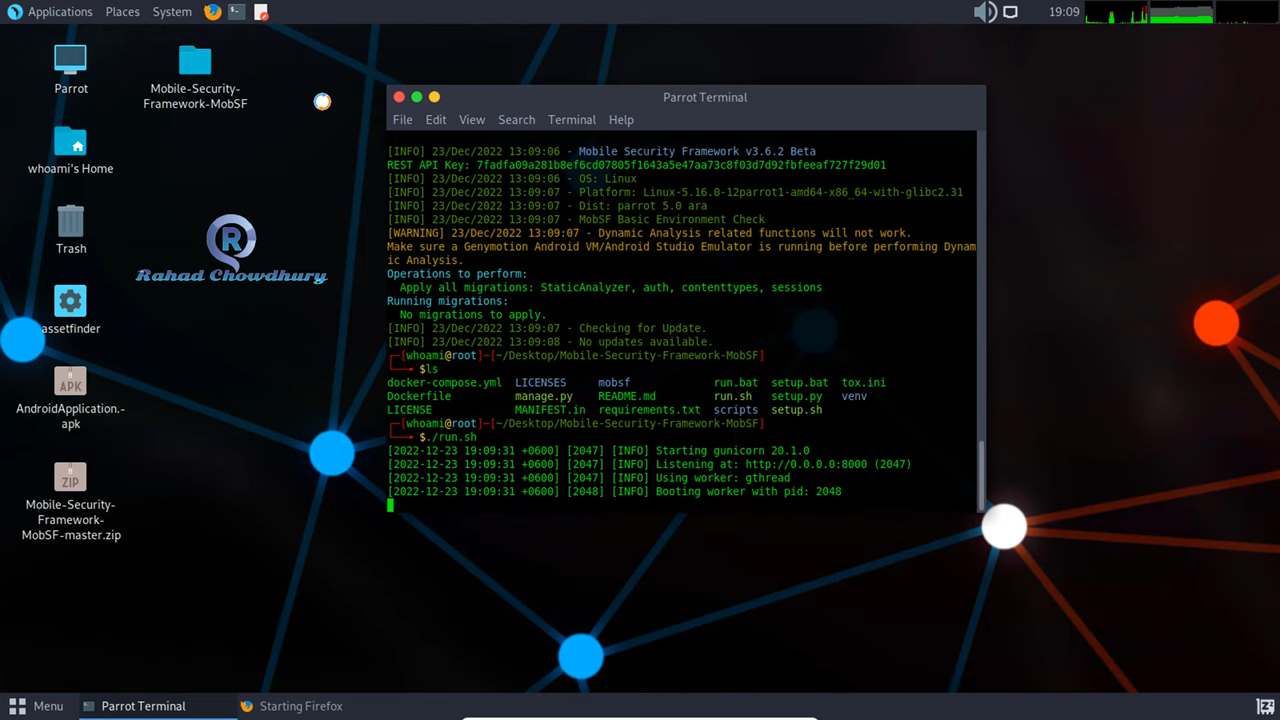 Applications Places System
19:09
Parrot
Mobile-Security-
Framework-MobSF
whoami's Home
Trash
R
Rahad Chowdhury
assetfinder
APK
AndroidApplication.-
apk
ZIP
Mobile-Security-
Framework-
MobSF-master.zip
Parrot Terminal
File Edit View Search Terminal Help
[INFO] 23/Dec/2022 13:09:06 - Mobile Security Framework v3.6.2 Beta
REST API Key: 7fadfa09a281b8ef6cd07805f1643a5e47aa73c8f03d7d92fbfeeaf727f29d01
[INFO] 23/Dec/2022 13:09:06 - OS: Linux
[INFO] 23/Dec/2022 13:09:07 - Platform: Linux-5.16.0-12parrot1-amd64-x86_64-with-glibc2.31
[INFO] 23/Dec/2022 13:09:07 - Dist: parrot 5.0 ara
[INFO] 23/Dec/2022 13:09:07 - MobSF Basic Environment Check
[WARNING] 23/Dec/2022 13:09:07 - Dynamic Analysis related functions will not work.
Make sure a Genymotion Android VM/Android Studio Emulator is running before performing Dynam
ic Analysis.
Operations to perform:
Apply all migrations: StaticAnalyzer, auth, contenttypes, sessions
Running migrations:
No migrations to apply.
[INFO] 23/Dec/2022 13:09:07 - Checking for Update.
[INFO] 23/Dec/2022 13:09:08 - No updates available.
┌─[whoami@root]─[~/Desktop/Mobile-Security-Framework-MobSF]
└──╼ $ls
docker-compose.yml LICENSES mobsf run.bat setup.bat tox.ini
Dockerfile manage.py README.md run.sh setup.py venv
LICENSE MANIFEST.in requirements.txt scripts setup.sh
┌─[whoami@root]─[~/Desktop/Mobile-Security-Framework-MobSF]
└──╼ $./run.sh
[2022-12-23 19:09:31 +0600] [2047] [INFO] Starting gunicorn 20.1.0
[2022-12-23 19:09:31 +0600] [2047] [INFO] Listening at: http://0.0.0.0:8000 (2047)
[2022-12-23 19:09:31 +0600] [2047] [INFO] Using worker: gthread
[2022-12-23 19:09:31 +0600] [2048] [INFO] Booting worker with pid: 2048
Menu Parrot Terminal Starting Firefox